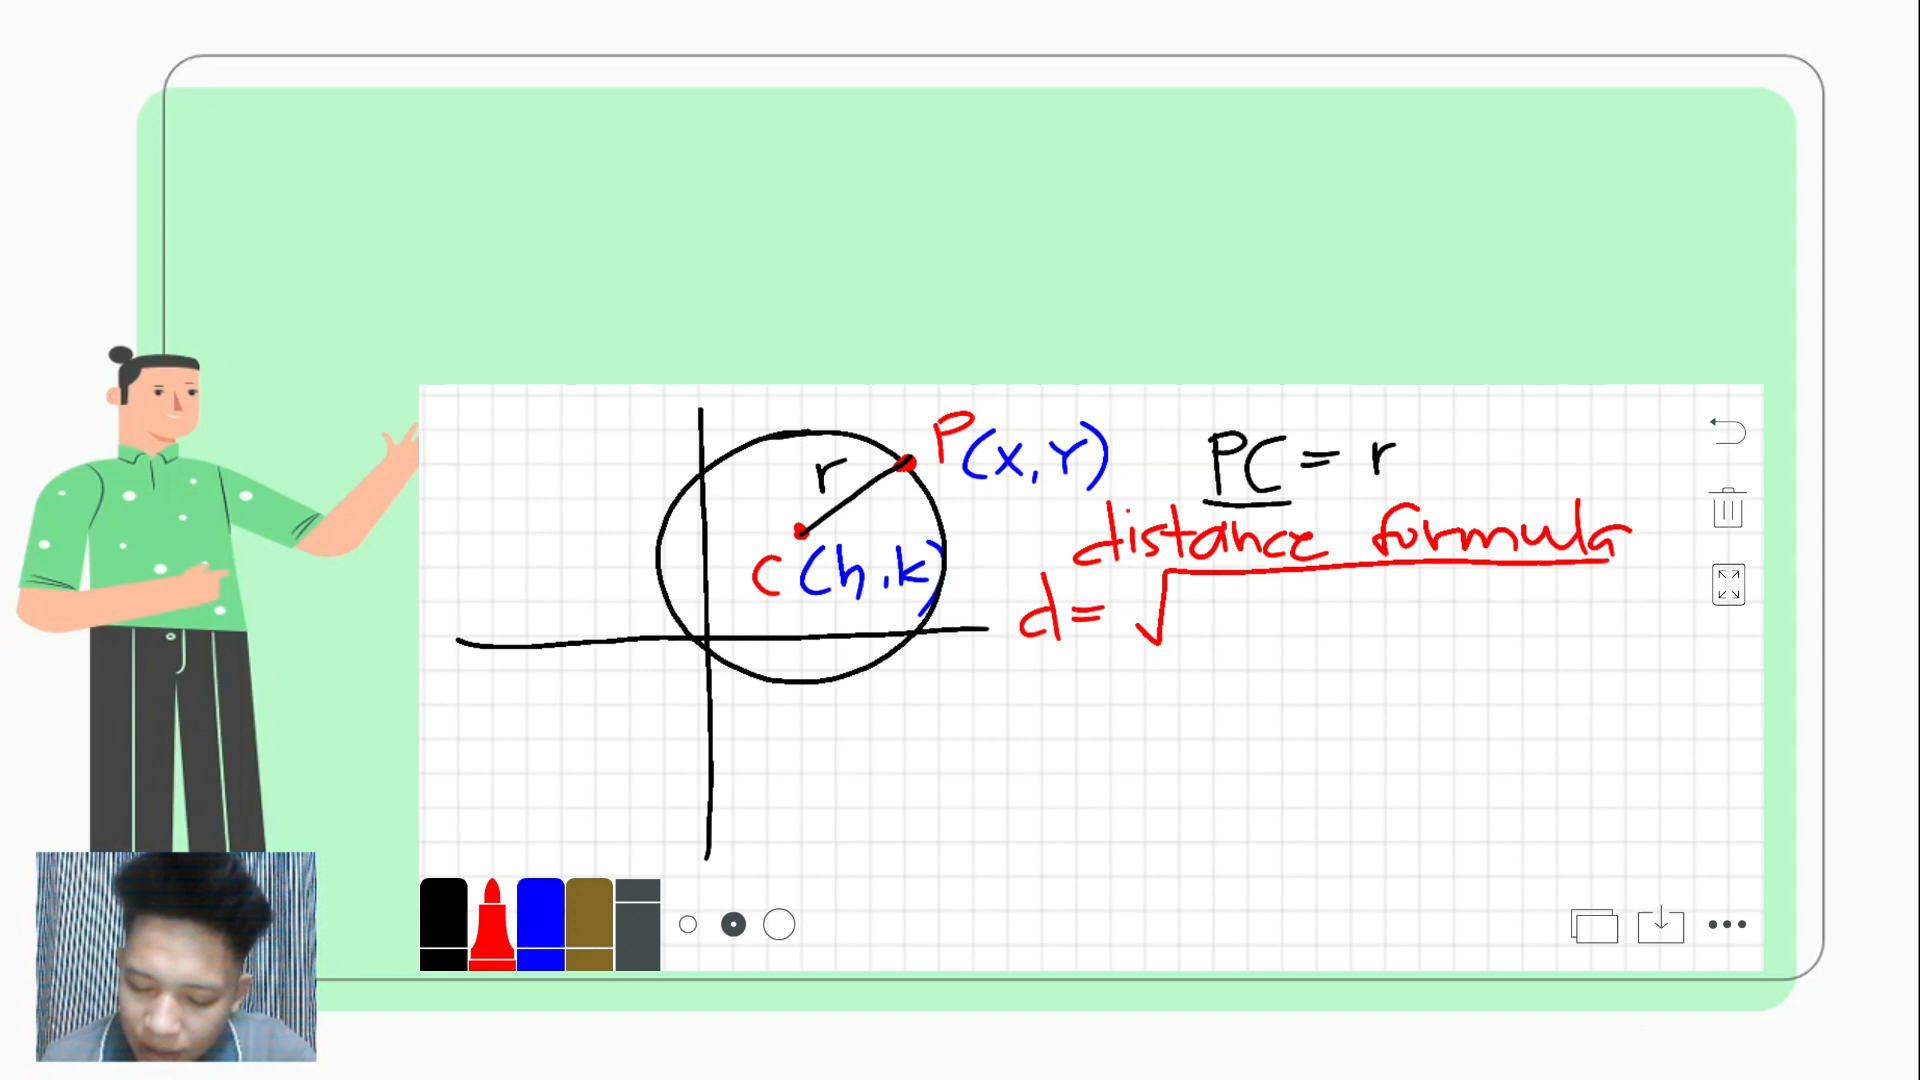 P(x, Y)
PC = r
r
distance formula
C (h, k)
d = √